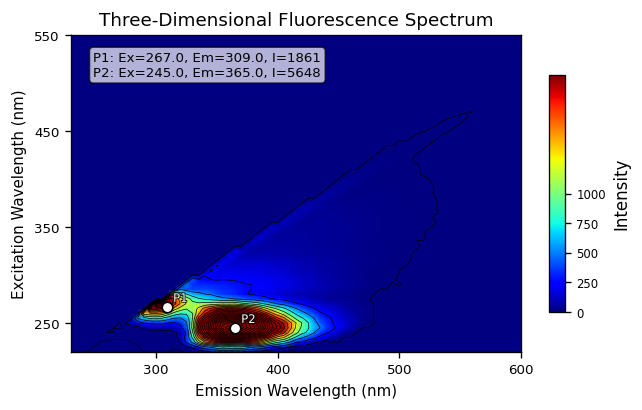 Three-Dimensional Fluorescence Spectrum
P1: Ex=267.0, Em=309.0, I=1861
P2: Ex=245.0, Em=365.0, I=5648
550
450
350
250
Excitation Wavelength (nm)
P1
P2
300
400
500
600
Emission Wavelength (nm)
1000
750
500
250
0
Intensity